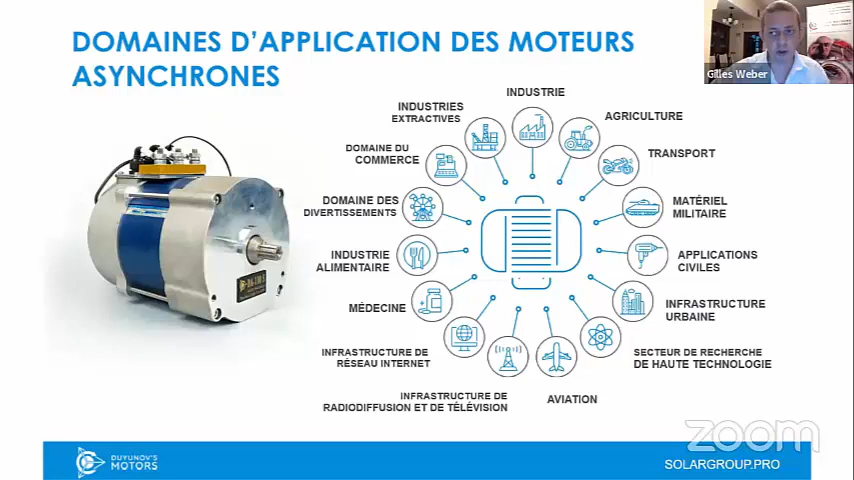 DOMAINES D'APPLICATION DES MOTEURS
ASYNCHRONES
Gilles Weber
INDUSTRIE
INDUSTRIES
EXTRACTIVES
AGRICULTURE
DOMAINE DU
COMMERCE
TRANSPORT
DOMAINE DES
DIVERTISSEMENTS
MATÉRIEL
MILITAIRE
INDUSTRIE
ALIMENTAIRE
APPLICATIONS
CIVILES
MÉDECINE
INFRASTRUCTURE
URBAINE
INFRASTRUCTURE DE
RÉSEAU INTERNET
SECTEUR DE RECHERCHE
DE HAUTE TECHNOLOGIE
INFRASTRUCTURE DE
RADIODIFFUSION ET DE TÉLÉVISION
AVIATION
zoom
DUYUNOV'S
MOTORS
SOLARGROUP.PRO